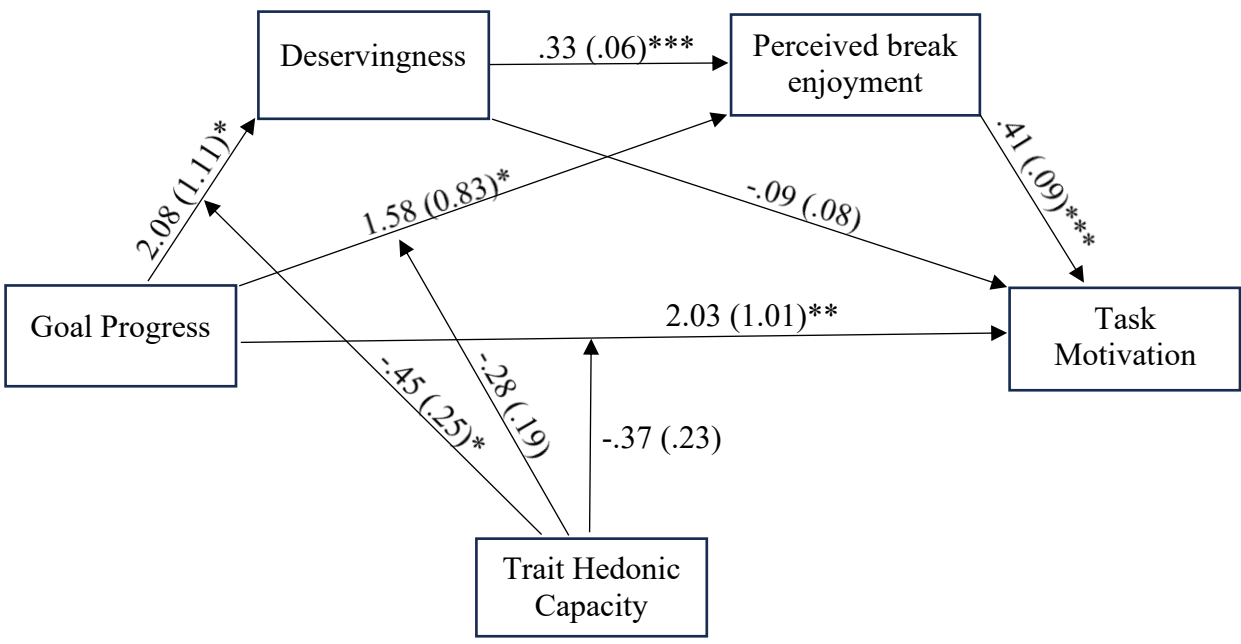 Deservingness
.33 (.06)***
Perceived break
enjoyment
2.08 (1.11)*
1.58 (0.83)*
-.09 (.08)
.41 (.09)***
Goal Progress
2.03 (1.01)**
Task
Motivation
-.45 (.25)*
-.28 (.19)
-.37 (.23)
Trait Hedonic
Capacity